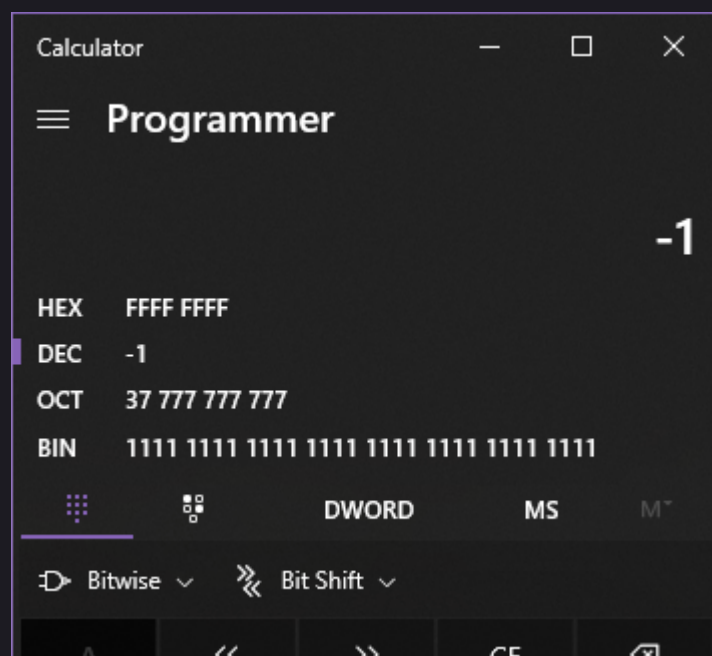 Calculator
Programmer
-1
HEX FFFF FFFF
DEC -1
OCT 37 777 777 777
BIN 1111 1111 1111 1111 1111 1111 1111 1111
DWORD MS M˅
Bitwise Bit Shift
A << >> CE